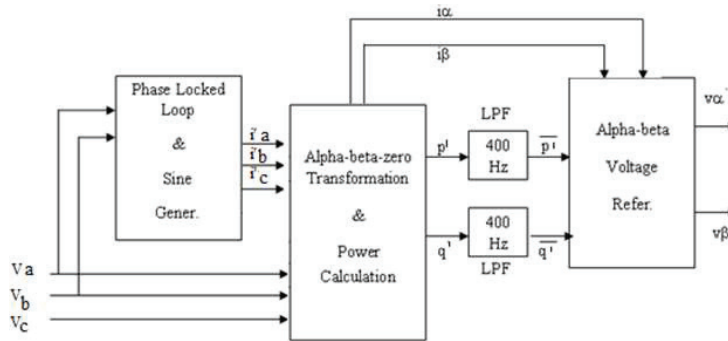 iα
iβ
Phase Locked
Loop
&
Sine
Gener.
i'a
i'b
i'c
Alpha-beta-zero
Transformation
&
Power
Calculation
p'
q'
LPF
400
Hz
400
Hz
LPF
p'
q'
Alpha-beta
Voltage
Refer.
vα'
vβ'
Va
Vb
Vc